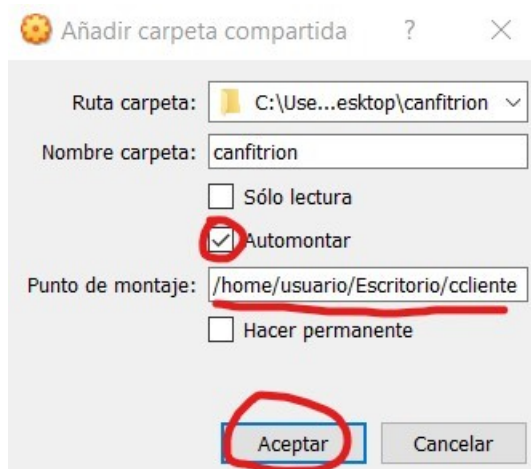 Añadir carpeta compartida ?
Ruta carpeta: C:\Use...esktop\canfitrion
Nombre carpeta: canfitrion
Sólo lectura
Automontar
Punto de montaje: /home/usuario/Escritorio/ccliente
Hacer permanente
Aceptar Cancelar